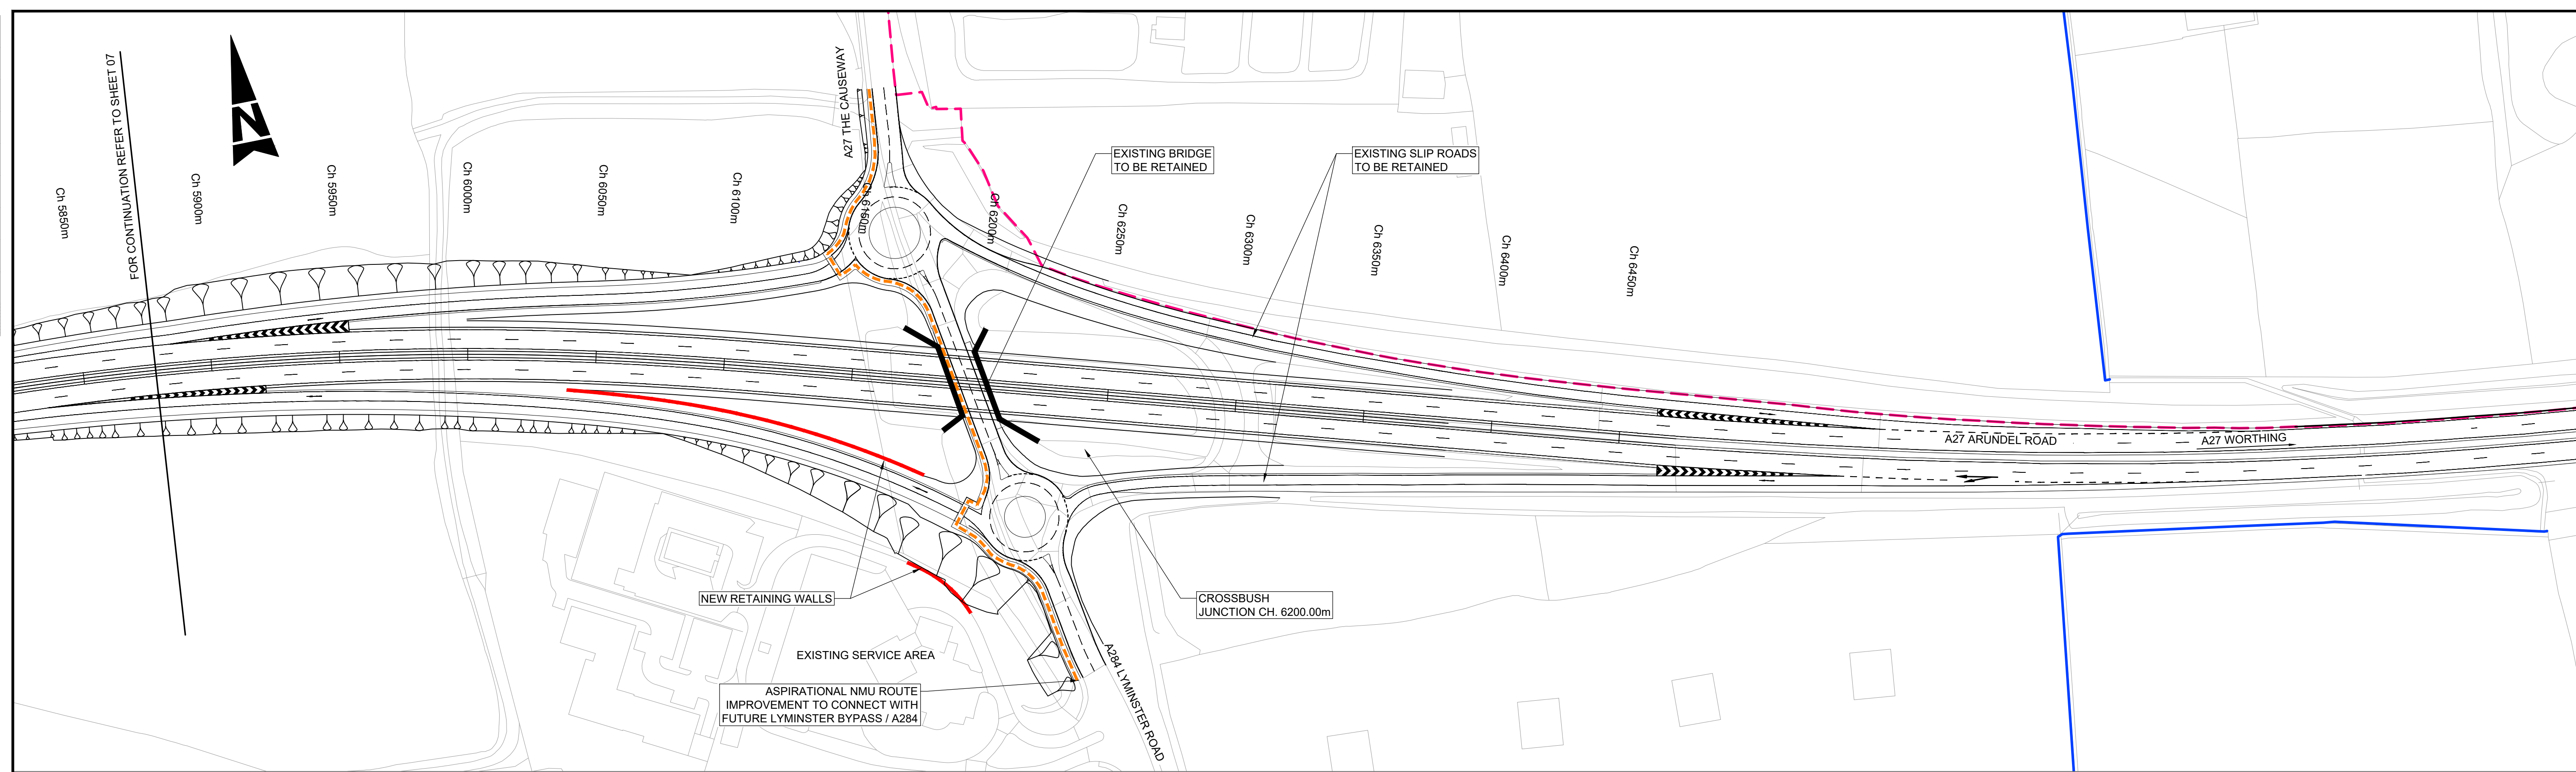 FOR CONTINUATION REFER TO SHEET 07
N
A27 THE CAUSEWAY
Ch 5850m
Ch 5900m
Ch 5950m
Ch 6000m
Ch 6050m
Ch 6100m
Ch 6150m
Ch 6200m
Ch 6250m
Ch 6300m
Ch 6350m
Ch 6400m
Ch 6450m
EXISTING BRIDGE
TO BE RETAINED
EXISTING SLIP ROADS
TO BE RETAINED
A27 ARUNDEL ROAD
A27 WORTHING
NEW RETAINING WALLS
CROSSBUSH
JUNCTION CH. 6200.00m
EXISTING SERVICE AREA
ASPIRATIONAL NMU ROUTE
IMPROVEMENT TO CONNECT WITH
FUTURE LYMINSTER BYPASS / A284
A284 LYMINSTER ROAD